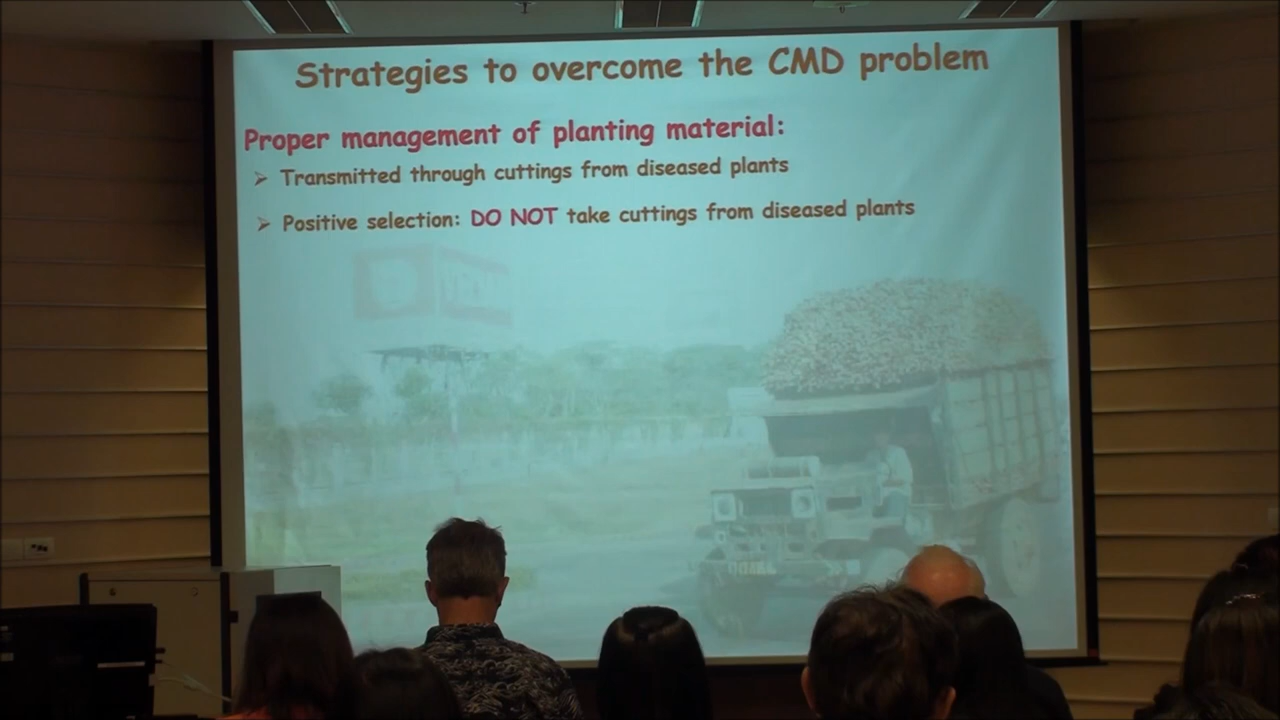 Strategies to overcome the CMD problem
Proper management of planting material:
➢ Transmitted through cuttings from diseased plants
➢ Positive selection: DO NOT take cuttings from diseased plants